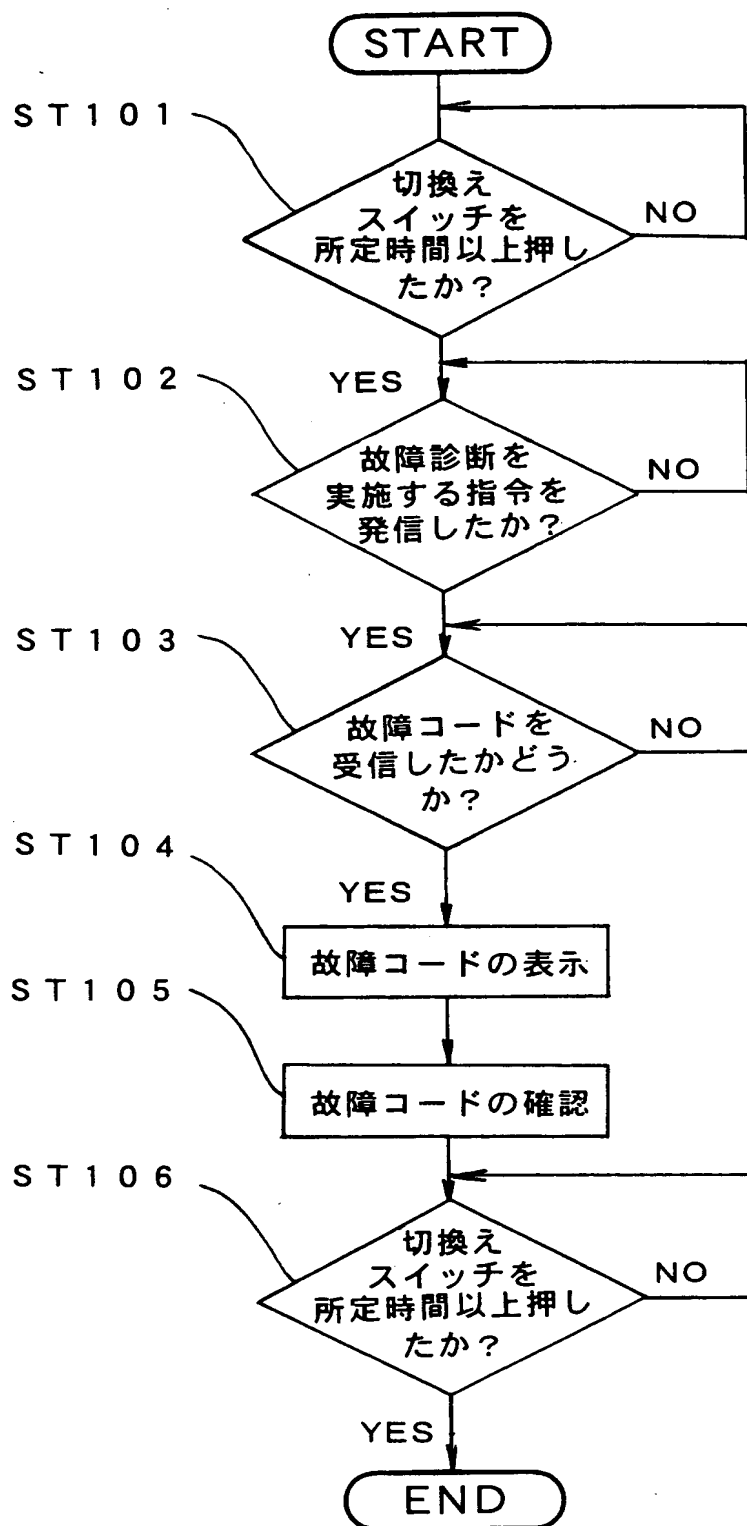 START
ST101
切換え
スイッチを
所定時間以上押し
たか?
NO
YES
ST102
故障診断を
実施する指令を
発信したか?
NO
YES
ST103
故障コードを
受信したかどう
か?
NO
YES
ST104
故障コードの表示
ST105
故障コードの確認
ST106
切換え
スイッチを
所定時間以上押し
たか?
NO
YES
END